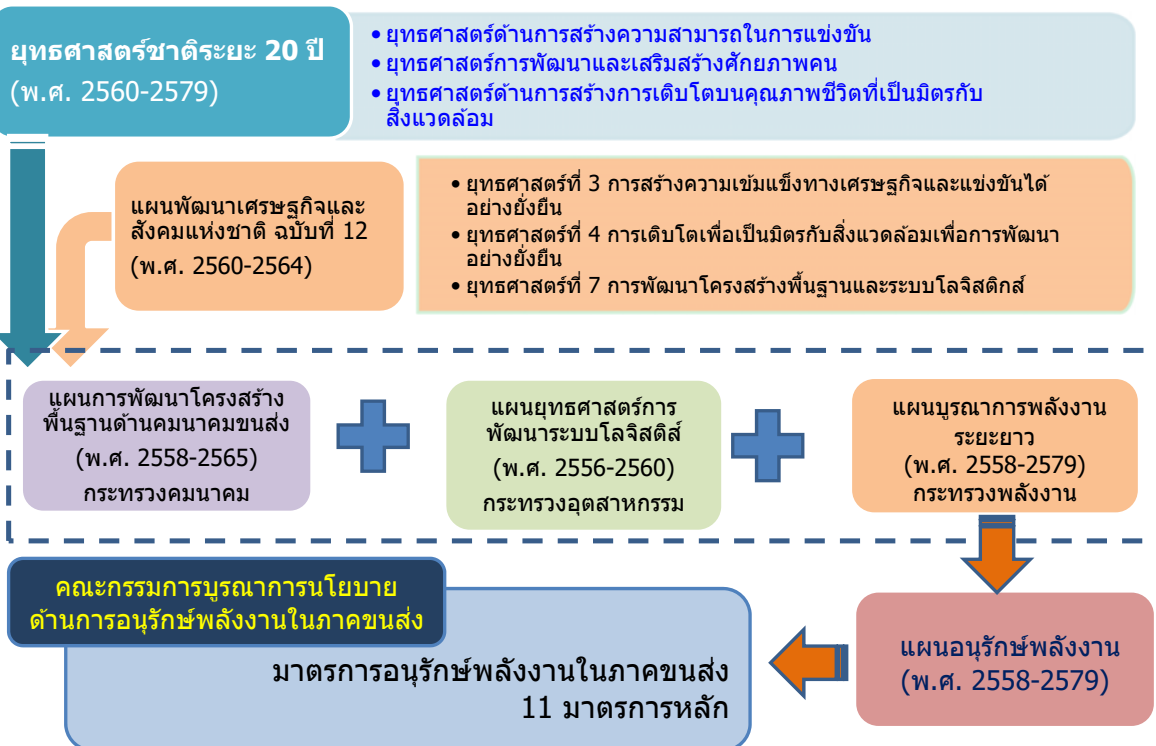 ยุทธศาสตร์ชาติระยะ 20 ปี
(พ.ศ. 2560-2579)
• ยุทธศาสตร์ด้านการสร้างความสามารถในการแข่งขัน
• ยุทธศาสตร์การพัฒนาและเสริมสร้างศักยภาพคน
• ยุทธศาสตร์ด้านการสร้างการเติบโตบนคุณภาพชีวิตที่เป็นมิตรกับ
สิ่งแวดล้อม
แผนพัฒนาเศรษฐกิจและ
สังคมแห่งชาติ ฉบับที่ 12
(พ.ศ. 2560-2564)
• ยุทธศาสตร์ที่ 3 การสร้างความเข้มแข็งทางเศรษฐกิจและแข่งขันได้
อย่างยั่งยืน
• ยุทธศาสตร์ที่ 4 การเติบโตเพื่อเป็นมิตรกับสิ่งแวดล้อมเพื่อการพัฒนา
อย่างยั่งยืน
• ยุทธศาสตร์ที่ 7 การพัฒนาโครงสร้างพื้นฐานและระบบโลจิสติกส์
แผนการพัฒนาโครงสร้าง
พื้นฐานด้านคมนาคมขนส่ง
(พ.ศ. 2558-2565)
กระทรวงคมนาคม
แผนยุทธศาสตร์การ
พัฒนาระบบโลจิสติส์
(พ.ศ. 2556-2560)
กระทรวงอุตสาหกรรม
แผนบูรณาการพลังงาน
ระยะยาว
(พ.ศ. 2558-2579)
กระทรวงพลังงาน
คณะกรรมการบูรณาการนโยบาย
ด้านการอนุรักษ์พลังงานในภาคขนส่ง
มาตรการอนุรักษ์พลังงานในภาคขนส่ง
11 มาตรการหลัก
แผนอนุรักษ์พลังงาน
(พ.ศ. 2558-2579)